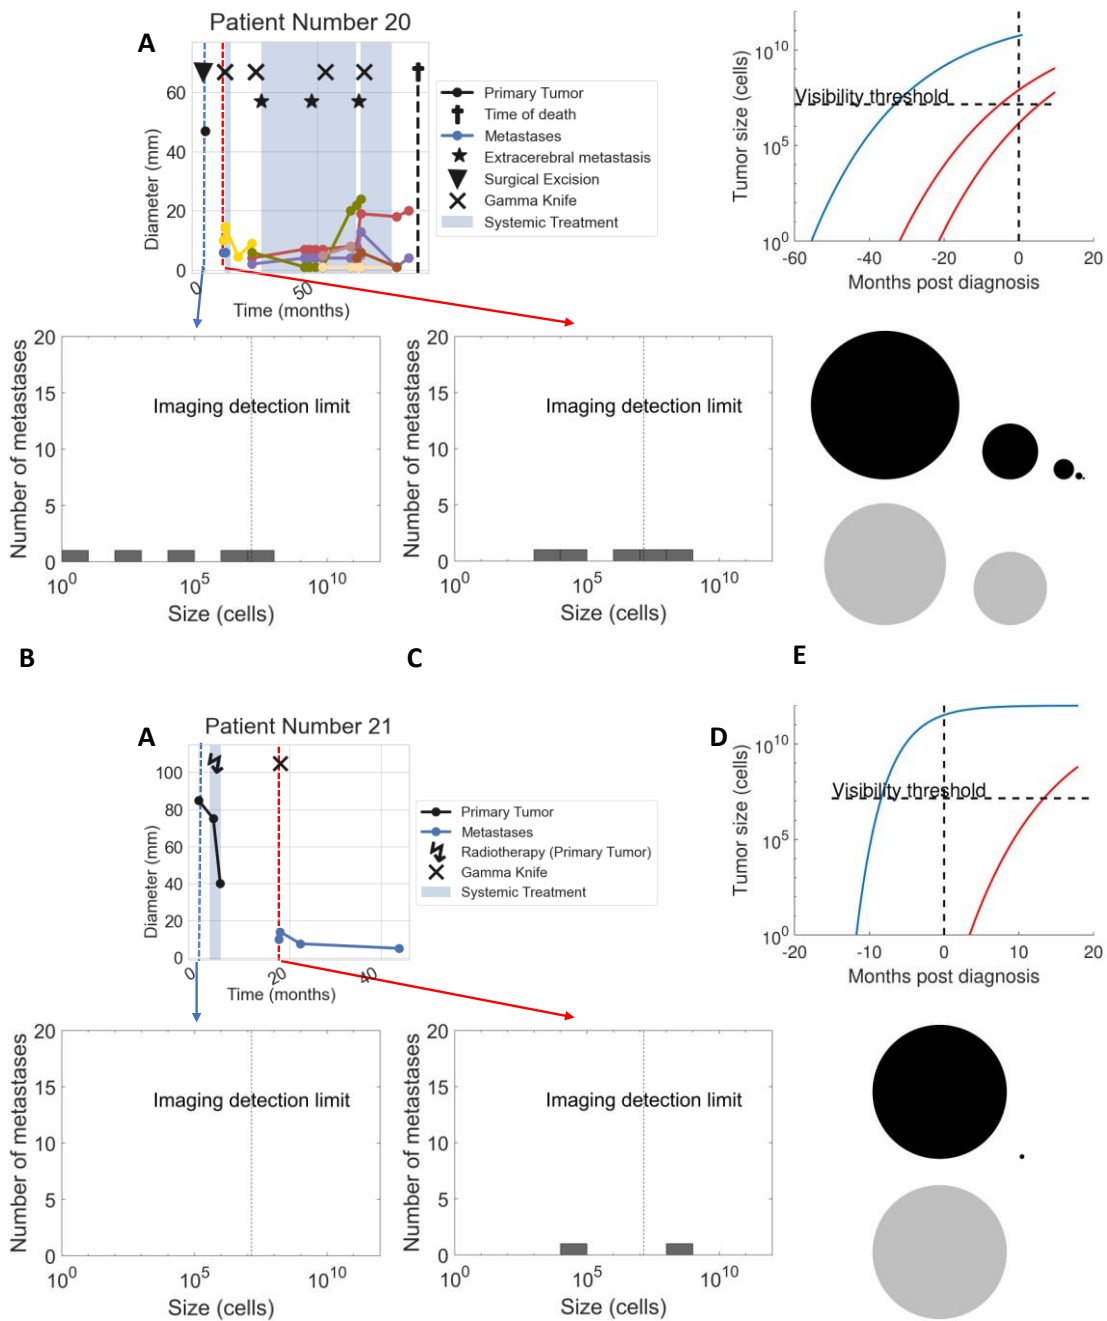 Patient Number 20
A
Diameter (mm)
60
40
20
0
0
50
Time (months)
Primary Tumor
Time of death
Metastases
Extracerebral metastasis
Surgical Excision
Gamma Knife
Systemic Treatment
Tumor size (cells)
10^10
10^5
10^0
Visibility threshold
-60
-40
-20
0
20
Months post diagnosis
Number of metastases
20
15
10
5
0
Imaging detection limit
10^0
10^5
10^10
Size (cells)
Number of metastases
20
15
10
5
0
Imaging detection limit
10^0
10^5
10^10
Size (cells)
B
C
E
Patient Number 21
A
D
Diameter (mm)
100
80
60
40
20
0
0
20
40
Time (months)
Primary Tumor
Metastases
Radiotherapy (Primary Tumor)
Gamma Knife
Systemic Treatment
Tumor size (cells)
10^10
10^5
10^0
Visibility threshold
-20
-10
0
10
20
Months post diagnosis
Number of metastases
20
15
10
5
0
Imaging detection limit
10^0
10^5
10^10
Size (cells)
Number of metastases
20
15
10
5
0
Imaging detection limit
10^0
10^5
10^10
Size (cells)